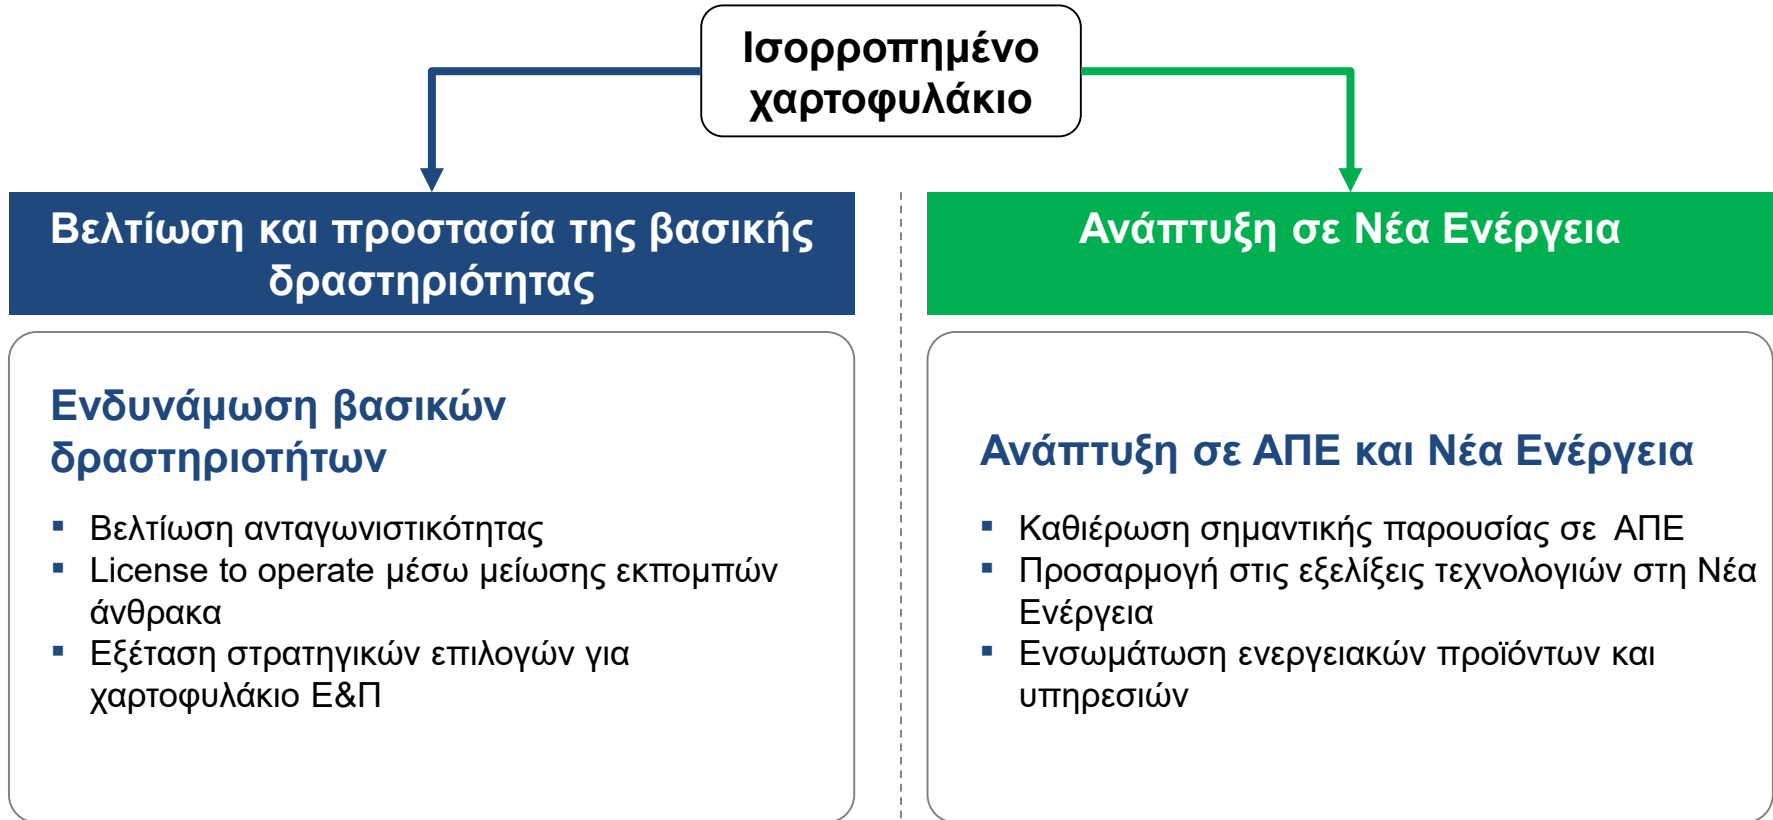 Ισορροπημένο
χαρτοφυλάκιο
Βελτίωση και προστασία της βασικής
δραστηριότητας
Ενδυνάμωση βασικών
δραστηριοτήτων
▪ Βελτίωση ανταγωνιστικότητας
▪ License to operate μέσω μείωσης εκπομπών
άνθρακα
▪ Εξέταση στρατηγικών επιλογών για
χαρτοφυλάκιο Ε&Π
Ανάπτυξη σε Νέα Ενέργεια
Ανάπτυξη σε ΑΠΕ και Νέα Ενέργεια
▪ Καθιέρωση σημαντικής παρουσίας σε ΑΠΕ
▪ Προσαρμογή στις εξελίξεις τεχνολογιών στη Νέα
Ενέργεια
▪ Ενσωμάτωση ενεργειακών προϊόντων και
υπηρεσιών